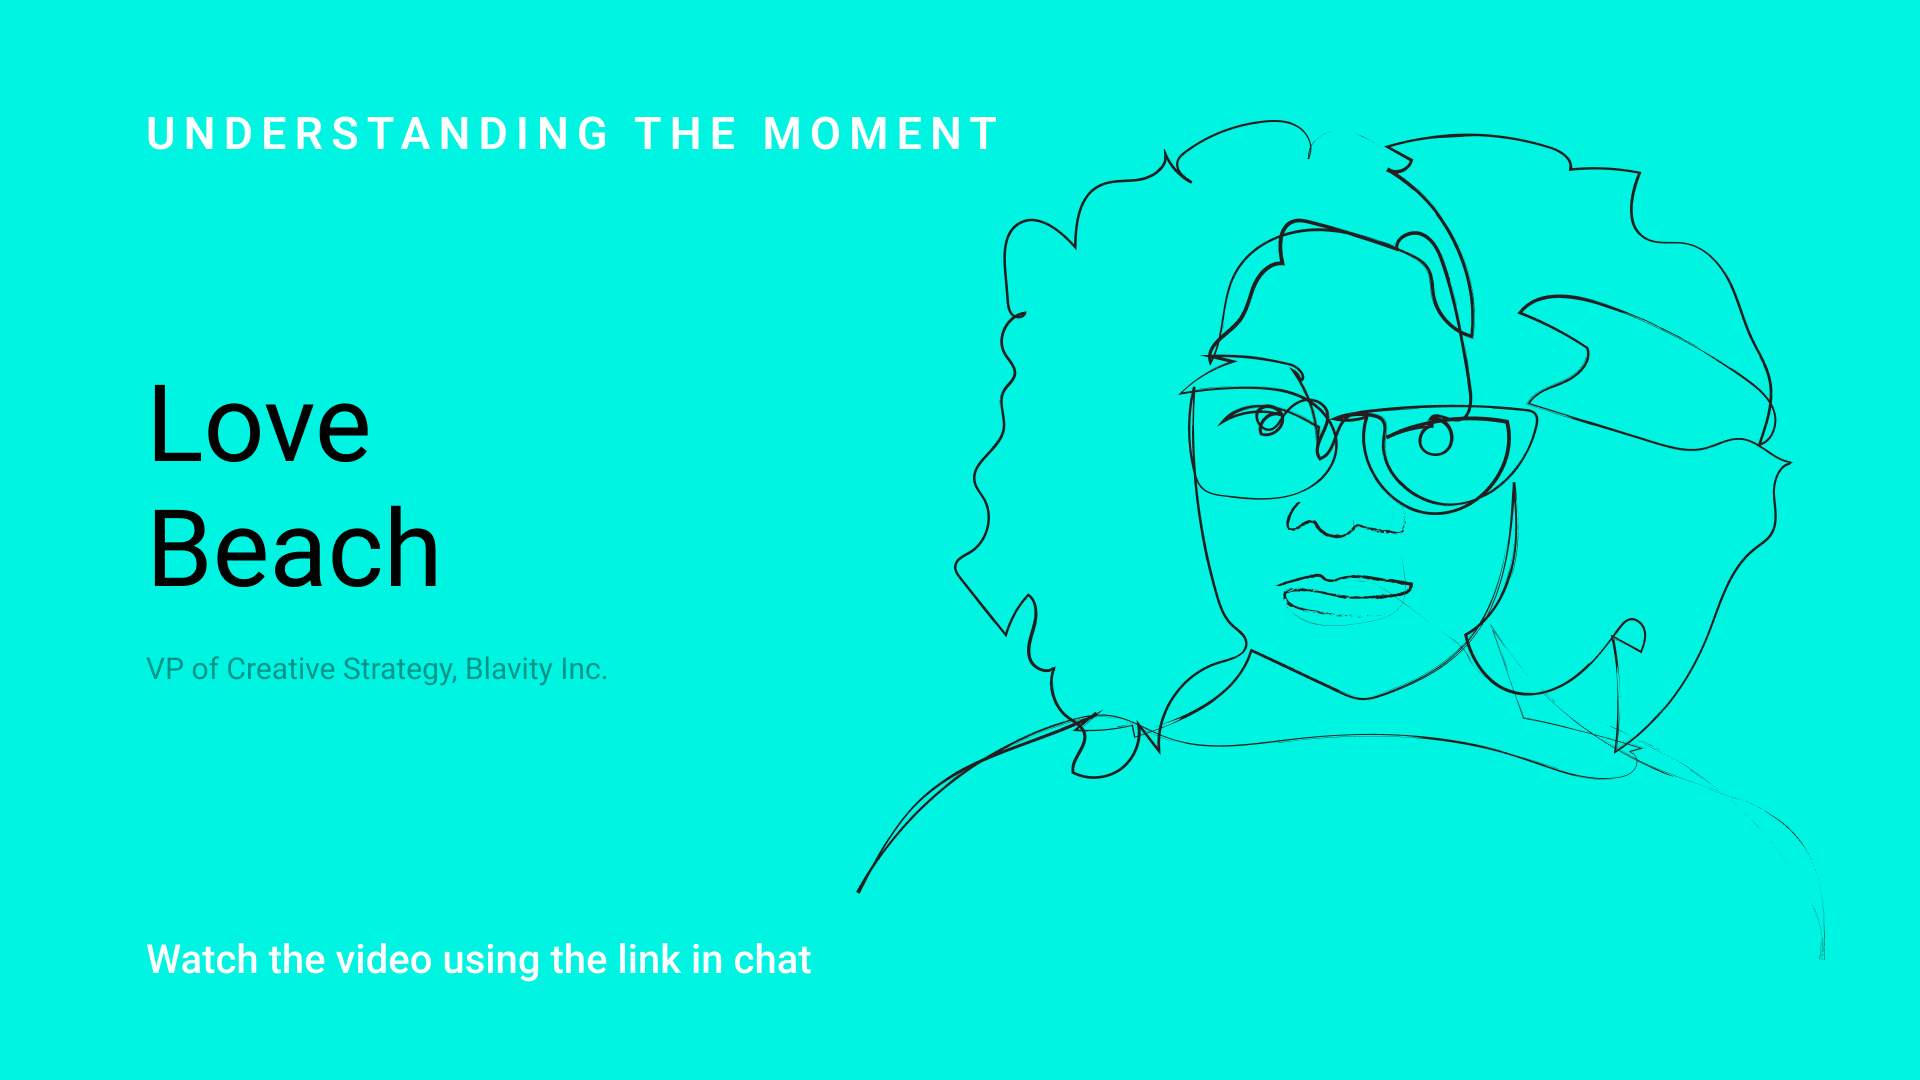 UNDERSTANDING THE MOMENT
Love
Beach
VP of Creative Strategy, Blavity Inc.
Watch the video using the link in chat